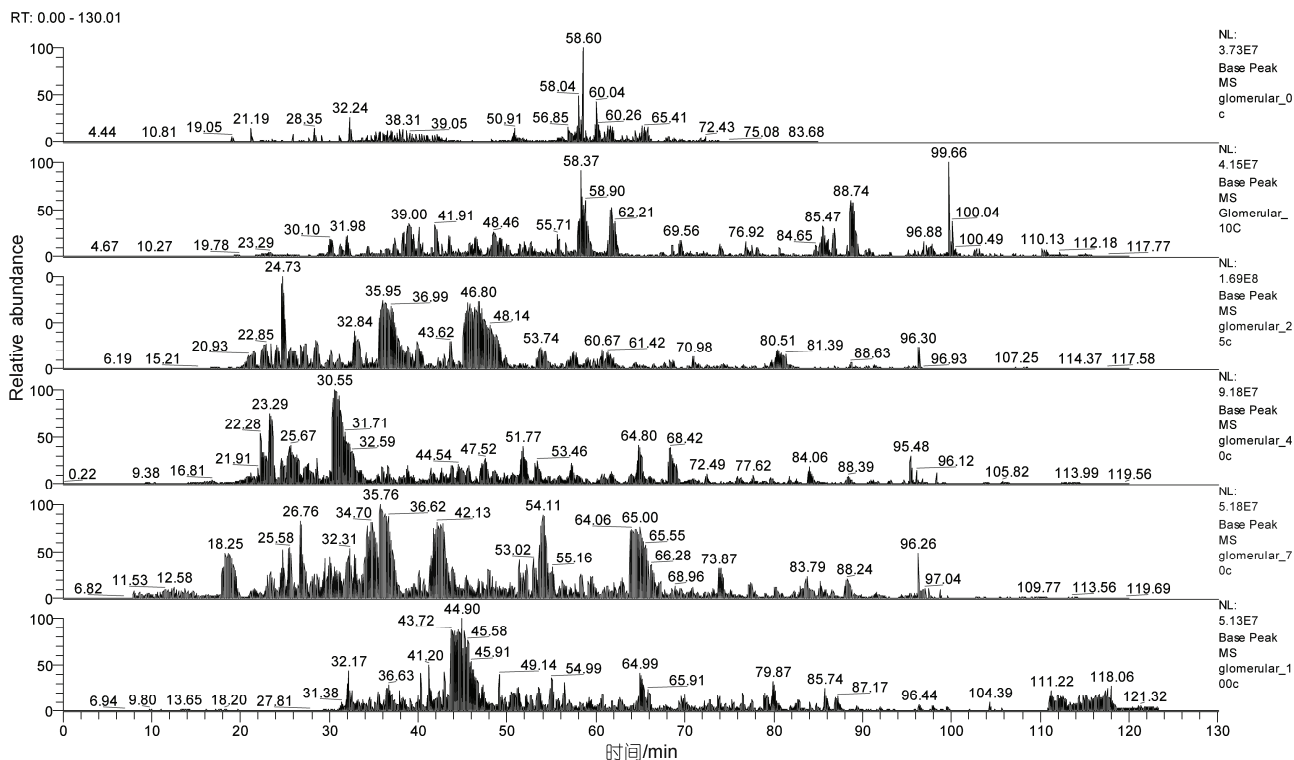 RT: 0.00 - 130.01
Relative abundance
100
50
0
4.44 10.81 19.05 21.19 28.35 32.24 38.31 39.05 50.91 56.85 58.04 58.60 60.04 60.26 65.41 72.43 75.08 83.68
NL:
3.73E7
Base Peak
MS
glomerular_0
c
100
50
0
4.67 10.27 19.78 23.29 30.10 31.98 39.00 41.91 48.46 55.71 58.37 58.90 62.21 69.56 76.92 84.65 85.47 88.74 96.88 99.66 100.04 100.49 110.13 112.18 117.77
NL:
4.15E7
Base Peak
MS
Glomerular_
10C
0
0
0
6.19 15.21 20.93 22.85 24.73 32.84 35.95 36.99 43.62 46.80 48.14 53.74 60.67 61.42 70.98 80.51 81.39 88.63 96.30 96.93 107.25 114.37 117.58
NL:
1.69E8
Base Peak
MS
glomerular_2
5c
100
50
0
0.22 9.38 16.81 21.91 22.28 23.29 25.67 30.55 31.71 32.59 44.54 47.52 51.77 53.46 64.80 68.42 72.49 77.62 84.06 88.39 95.48 96.12 105.82 113.99 119.56
NL:
9.18E7
Base Peak
MS
glomerular_4
0c
100
50
0
6.82 11.53 12.58 18.25 25.58 26.76 32.31 34.70 35.76 36.62 42.13 53.02 54.11 55.16 64.06 65.00 65.55 66.28 68.96 73.87 83.79 88.24 96.26 97.04 109.77 113.56 119.69
NL:
5.18E7
Base Peak
MS
glomerular_7
0c
100
50
0
6.94 9.80 13.65 18.20 27.81 31.38 32.17 36.63 41.20 43.72 44.90 45.58 45.91 49.14 54.99 64.99 65.91 79.87 85.74 87.17 96.44 104.39 111.22 118.06 121.32
NL:
5.13E7
Base Peak
MS
glomerular_1
00c
0 10 20 30 40 50 60 70 80 90 100 110 120 130
时间/min